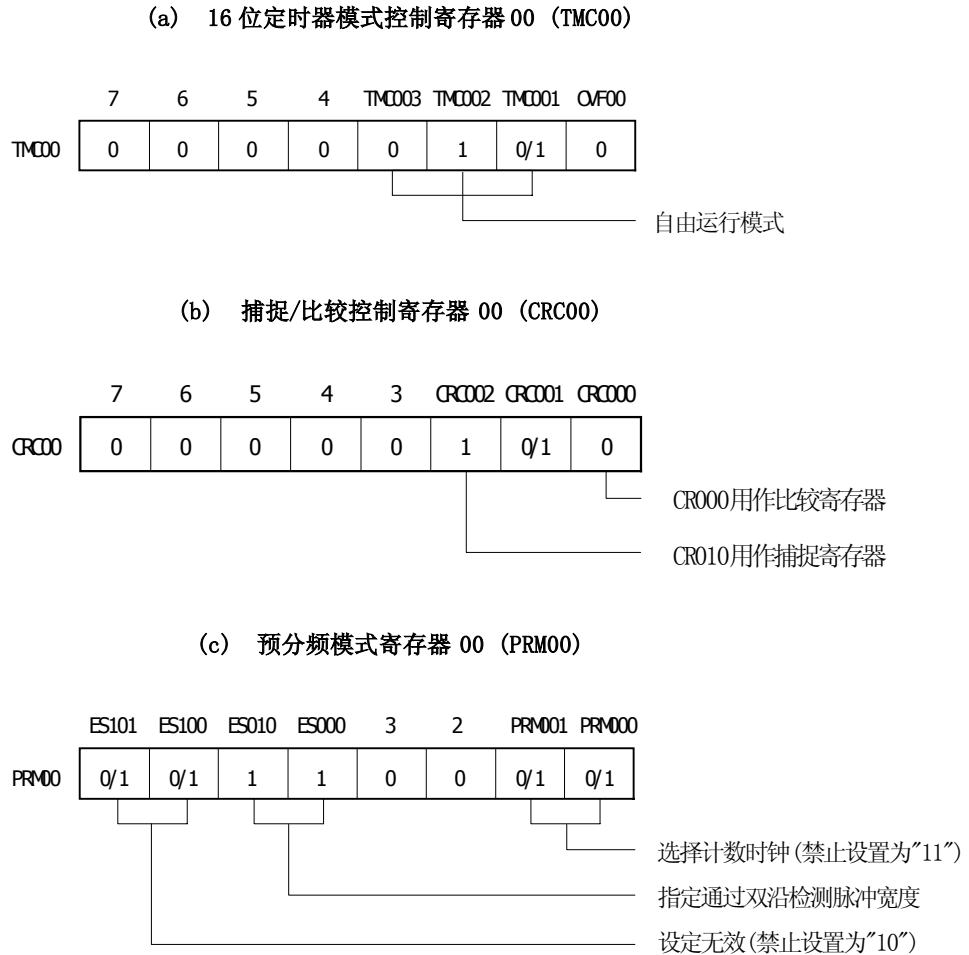 (a) 16 位定时器模式控制寄存器 00 (TMC00)
7 6 5 4 TMC003 TMC002 TMC001 OVF00
TMC00 0 0 0 0 0 1 0/1 0
自由运行模式
(b) 捕捉/比较控制寄存器 00 (CRC00)
7 6 5 4 3 CRC002 CRC001 CRC000
CRC00 0 0 0 0 0 1 0/1 0
CR000用作比较寄存器
CR010用作捕捉寄存器
(c) 预分频模式寄存器 00 (PRM00)
ES101 ES100 ES010 ES000 3 2 PRM001 PRM000
PRM00 0/1 0/1 1 1 0 0 0/1 0/1
选择计数时钟(禁止设置为"11")
指定通过双沿检测脉冲宽度
设定无效(禁止设置为"10")